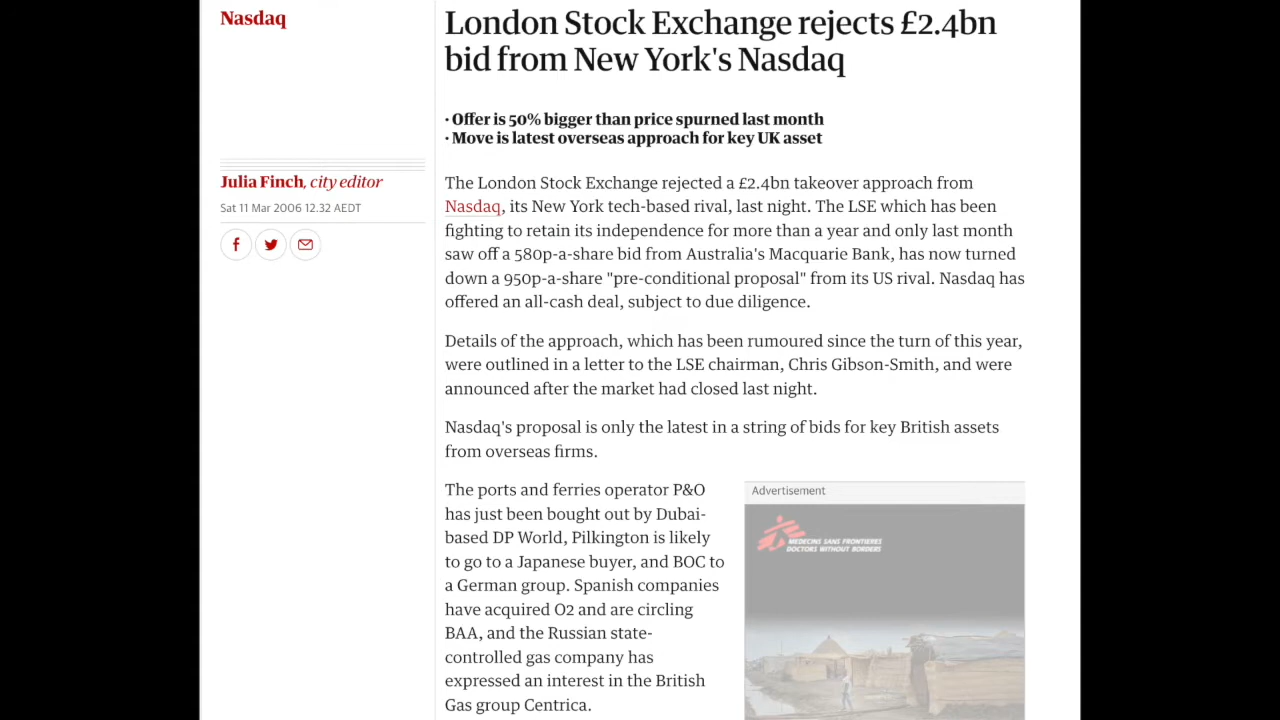 Nasdaq
London Stock Exchange rejects £2.4bn
bid from New York's Nasdaq
· Offer is 50% bigger than price spurned last month
· Move is latest overseas approach for key UK asset
Julia Finch, city editor
Sat 11 Mar 2006 12.32 AEDT
The London Stock Exchange rejected a £2.4bn takeover approach from
Nasdaq, its New York tech-based rival, last night. The LSE which has been
fighting to retain its independence for more than a year and only last month
saw off a 580p-a-share bid from Australia's Macquarie Bank, has now turned
down a 950p-a-share "pre-conditional proposal" from its US rival. Nasdaq has
offered an all-cash deal, subject to due diligence.
Details of the approach, which has been rumoured since the turn of this year,
were outlined in a letter to the LSE chairman, Chris Gibson-Smith, and were
announced after the market had closed last night.
Nasdaq's proposal is only the latest in a string of bids for key British assets
from overseas firms.
The ports and ferries operator P&O
has just been bought out by Dubai-
based DP World, Pilkington is likely
to go to a Japanese buyer, and BOC to
a German group. Spanish companies
have acquired O2 and are circling
BAA, and the Russian state-
controlled gas company has
expressed an interest in the British
Gas group Centrica.
Advertisement
MEDECINS SANS FRONTIERES
DOCTORS WITHOUT BORDERS